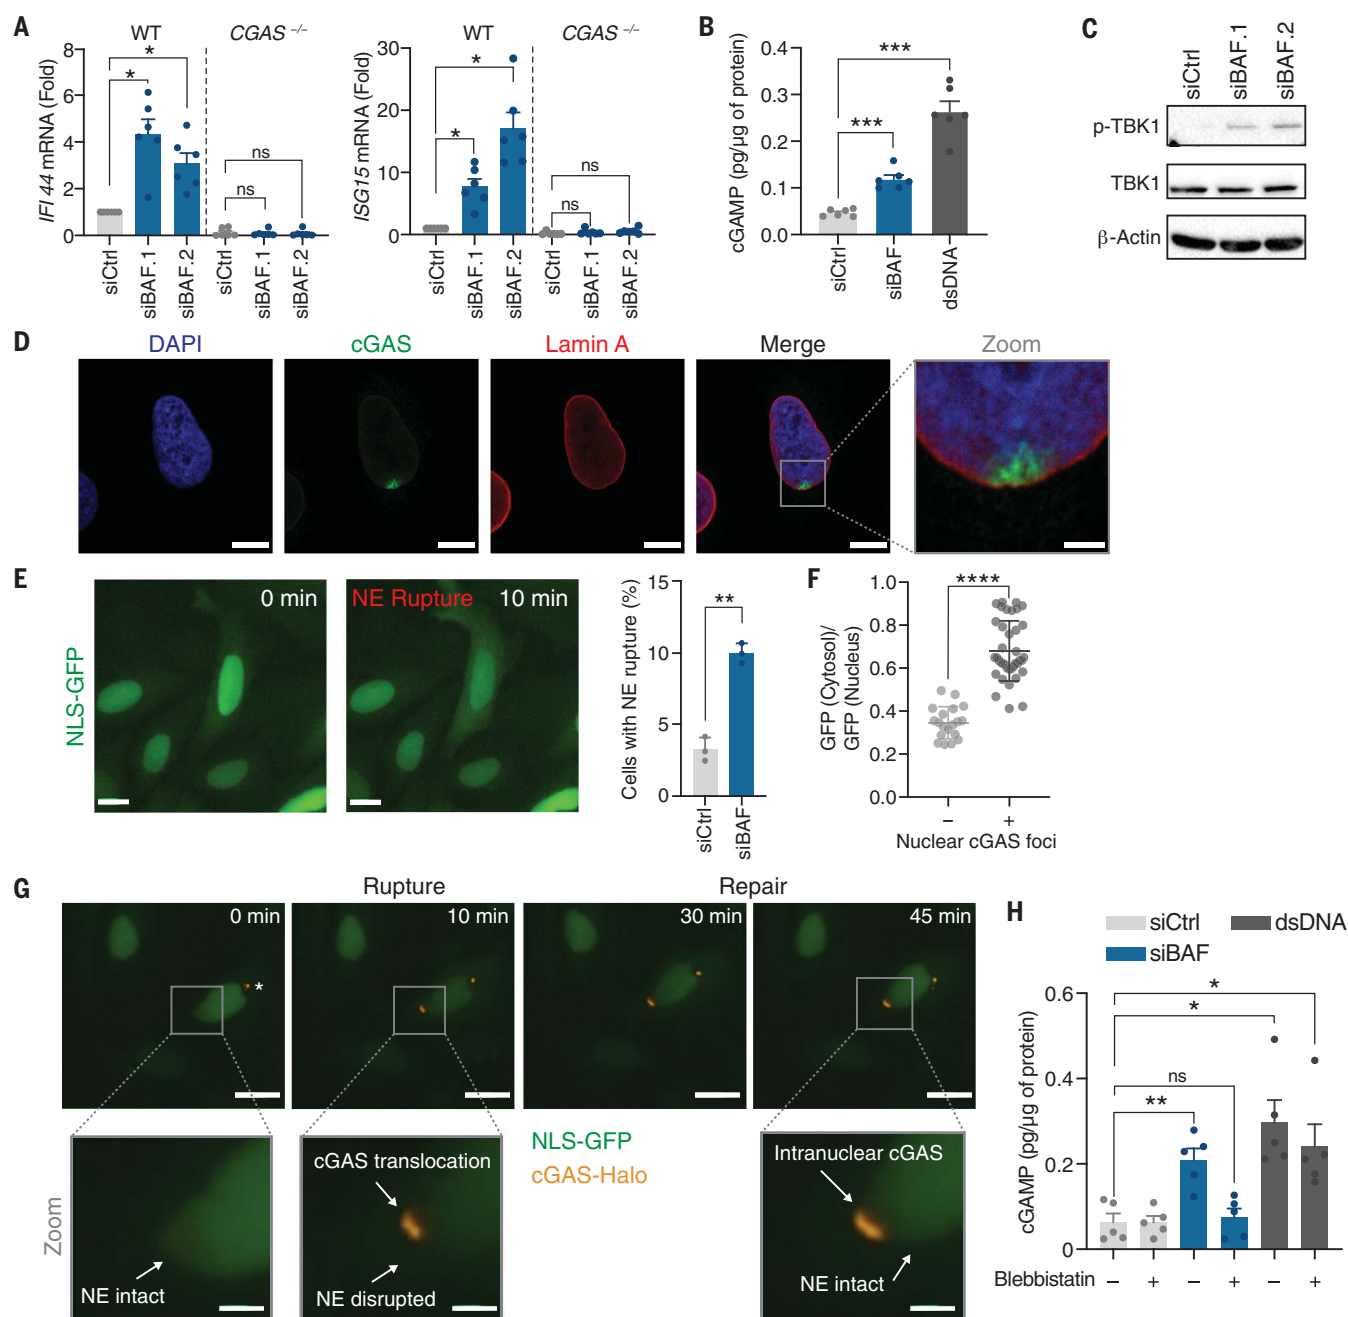 A
WT
CGAS –/–
IFI 44 mRNA (Fold)
8
6
4
2
0
*
*
ns
ns
siCtrl
siBAF.1
siBAF.2
siCtrl
siBAF.1
siBAF.2
WT
CGAS –/–
ISG15 mRNA (Fold)
30
20
10
0
*
*
ns
ns
siCtrl
siBAF.1
siBAF.2
siCtrl
siBAF.1
siBAF.2
B
cGAMP (pg/μg of protein)
0.4
0.3
0.2
0.1
0.0
***
***
siCtrl
siBAF
dsDNA
C
siCtrl
siBAF.1
siBAF.2
p-TBK1
TBK1
β-Actin
D
DAPI
cGAS
Lamin A
Merge
Zoom
E
NLS-GFP
0 min
NE Rupture
10 min
Cells with NE rupture (%)
15
10
5
0
**
siCtrl
siBAF
F
GFP (Cytosol)/
GFP (Nucleus)
1.0
0.8
0.6
0.4
0.2
0.0
****
– +
Nuclear cGAS foci
G
Rupture
Repair
0 min
10 min
30 min
45 min
*
Zoom
NE intact
cGAS translocation
NE disrupted
NLS-GFP
cGAS-Halo
Intranuclear cGAS
NE intact
H
siCtrl
dsDNA
siBAF
cGAMP (pg/μg of protein)
0.6
0.4
0.2
0
*
*
ns
**
Blebbistatin – + – + – +